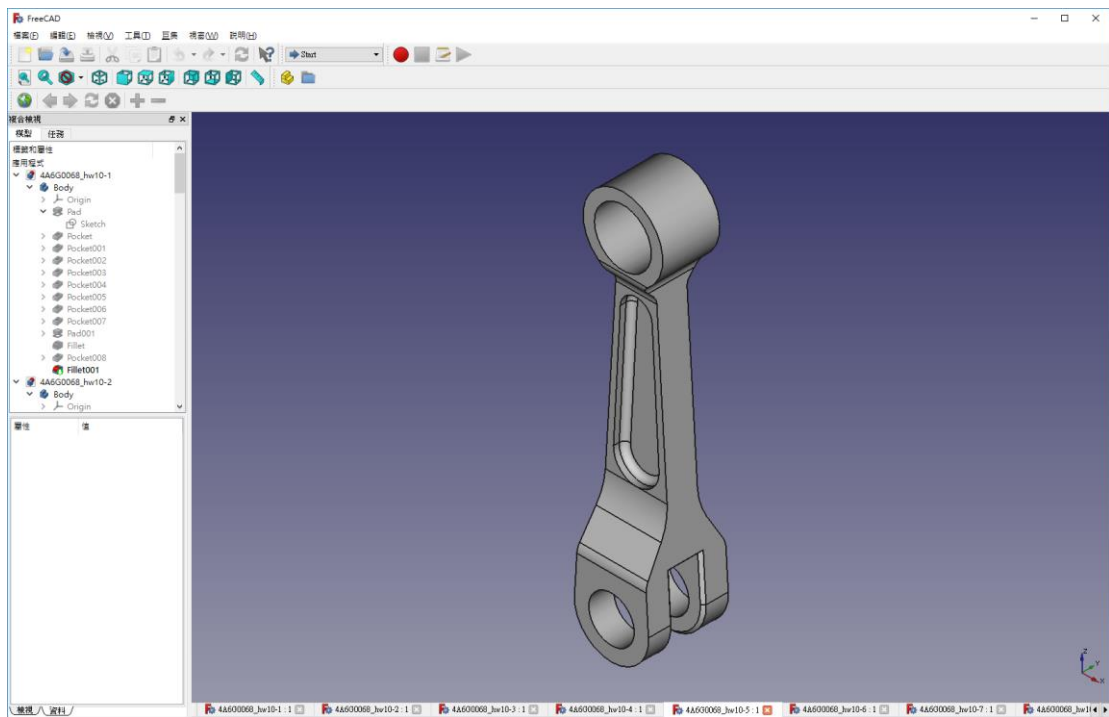 FreeCAD
檔案(F) 編輯(E) 檢視(V) 工具(T) 巨集 視窗(W) 說明(H)
Start
複合檢視
模型 任務
標籤和屬性
應用程式
4A6G0068_hw10-1
Body
Origin
Pad
Sketch
Pocket
Pocket001
Pocket002
Pocket003
Pocket004
Pocket005
Pocket006
Pocket007
Pad001
Fillet
Pocket008
Fillet001
4A6G0068_hw10-2
Body
Origin
屬性 值
Z
Y
X
檢視 資料
4A6G0068_hw10-1 : 1 4A6G0068_hw10-2 : 1 4A6G0068_hw10-3 : 1 4A6G0068_hw10-4 : 1 4A6G0068_hw10-5 : 1 4A6G0068_hw10-6 : 1 4A6G0068_hw10-7 : 1